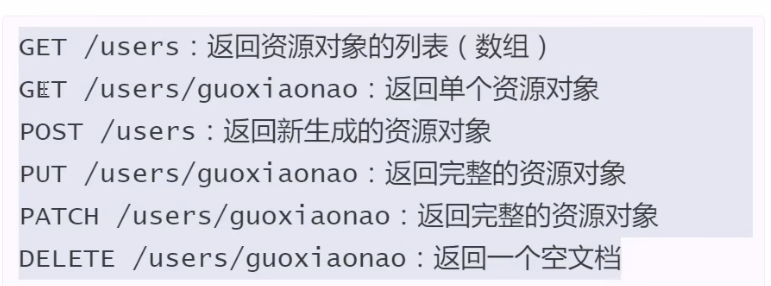 GET /users：返回资源对象的列表（数组）
GET /users/guoxiaonao：返回单个资源对象
POST /users：返回新生成的资源对象
PUT /users/guoxiaonao：返回完整的资源对象
PATCH /users/guoxiaonao：返回完整的资源对象
DELETE /users/guoxiaonao：返回一个空文档